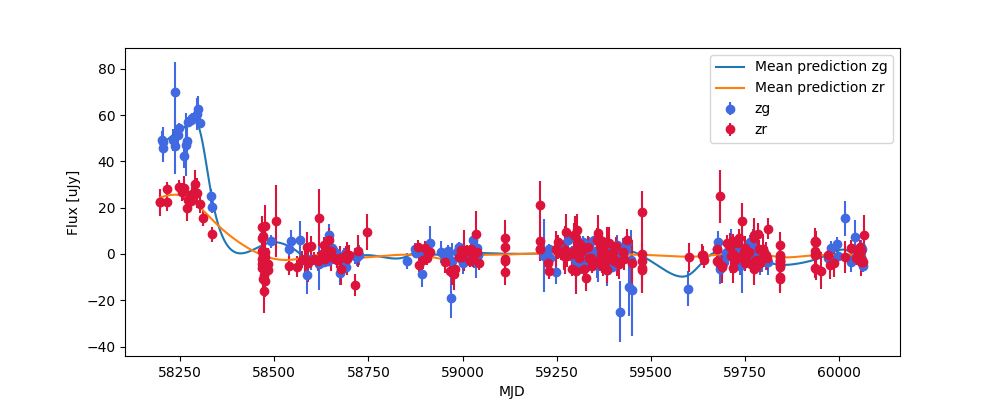 80
60
40
20
0
−20
−40
Flux [uJy]
58250
58500
58750
59000
59250
59500
59750
60000
MJD
Mean prediction zg
Mean prediction zr
zg
zr